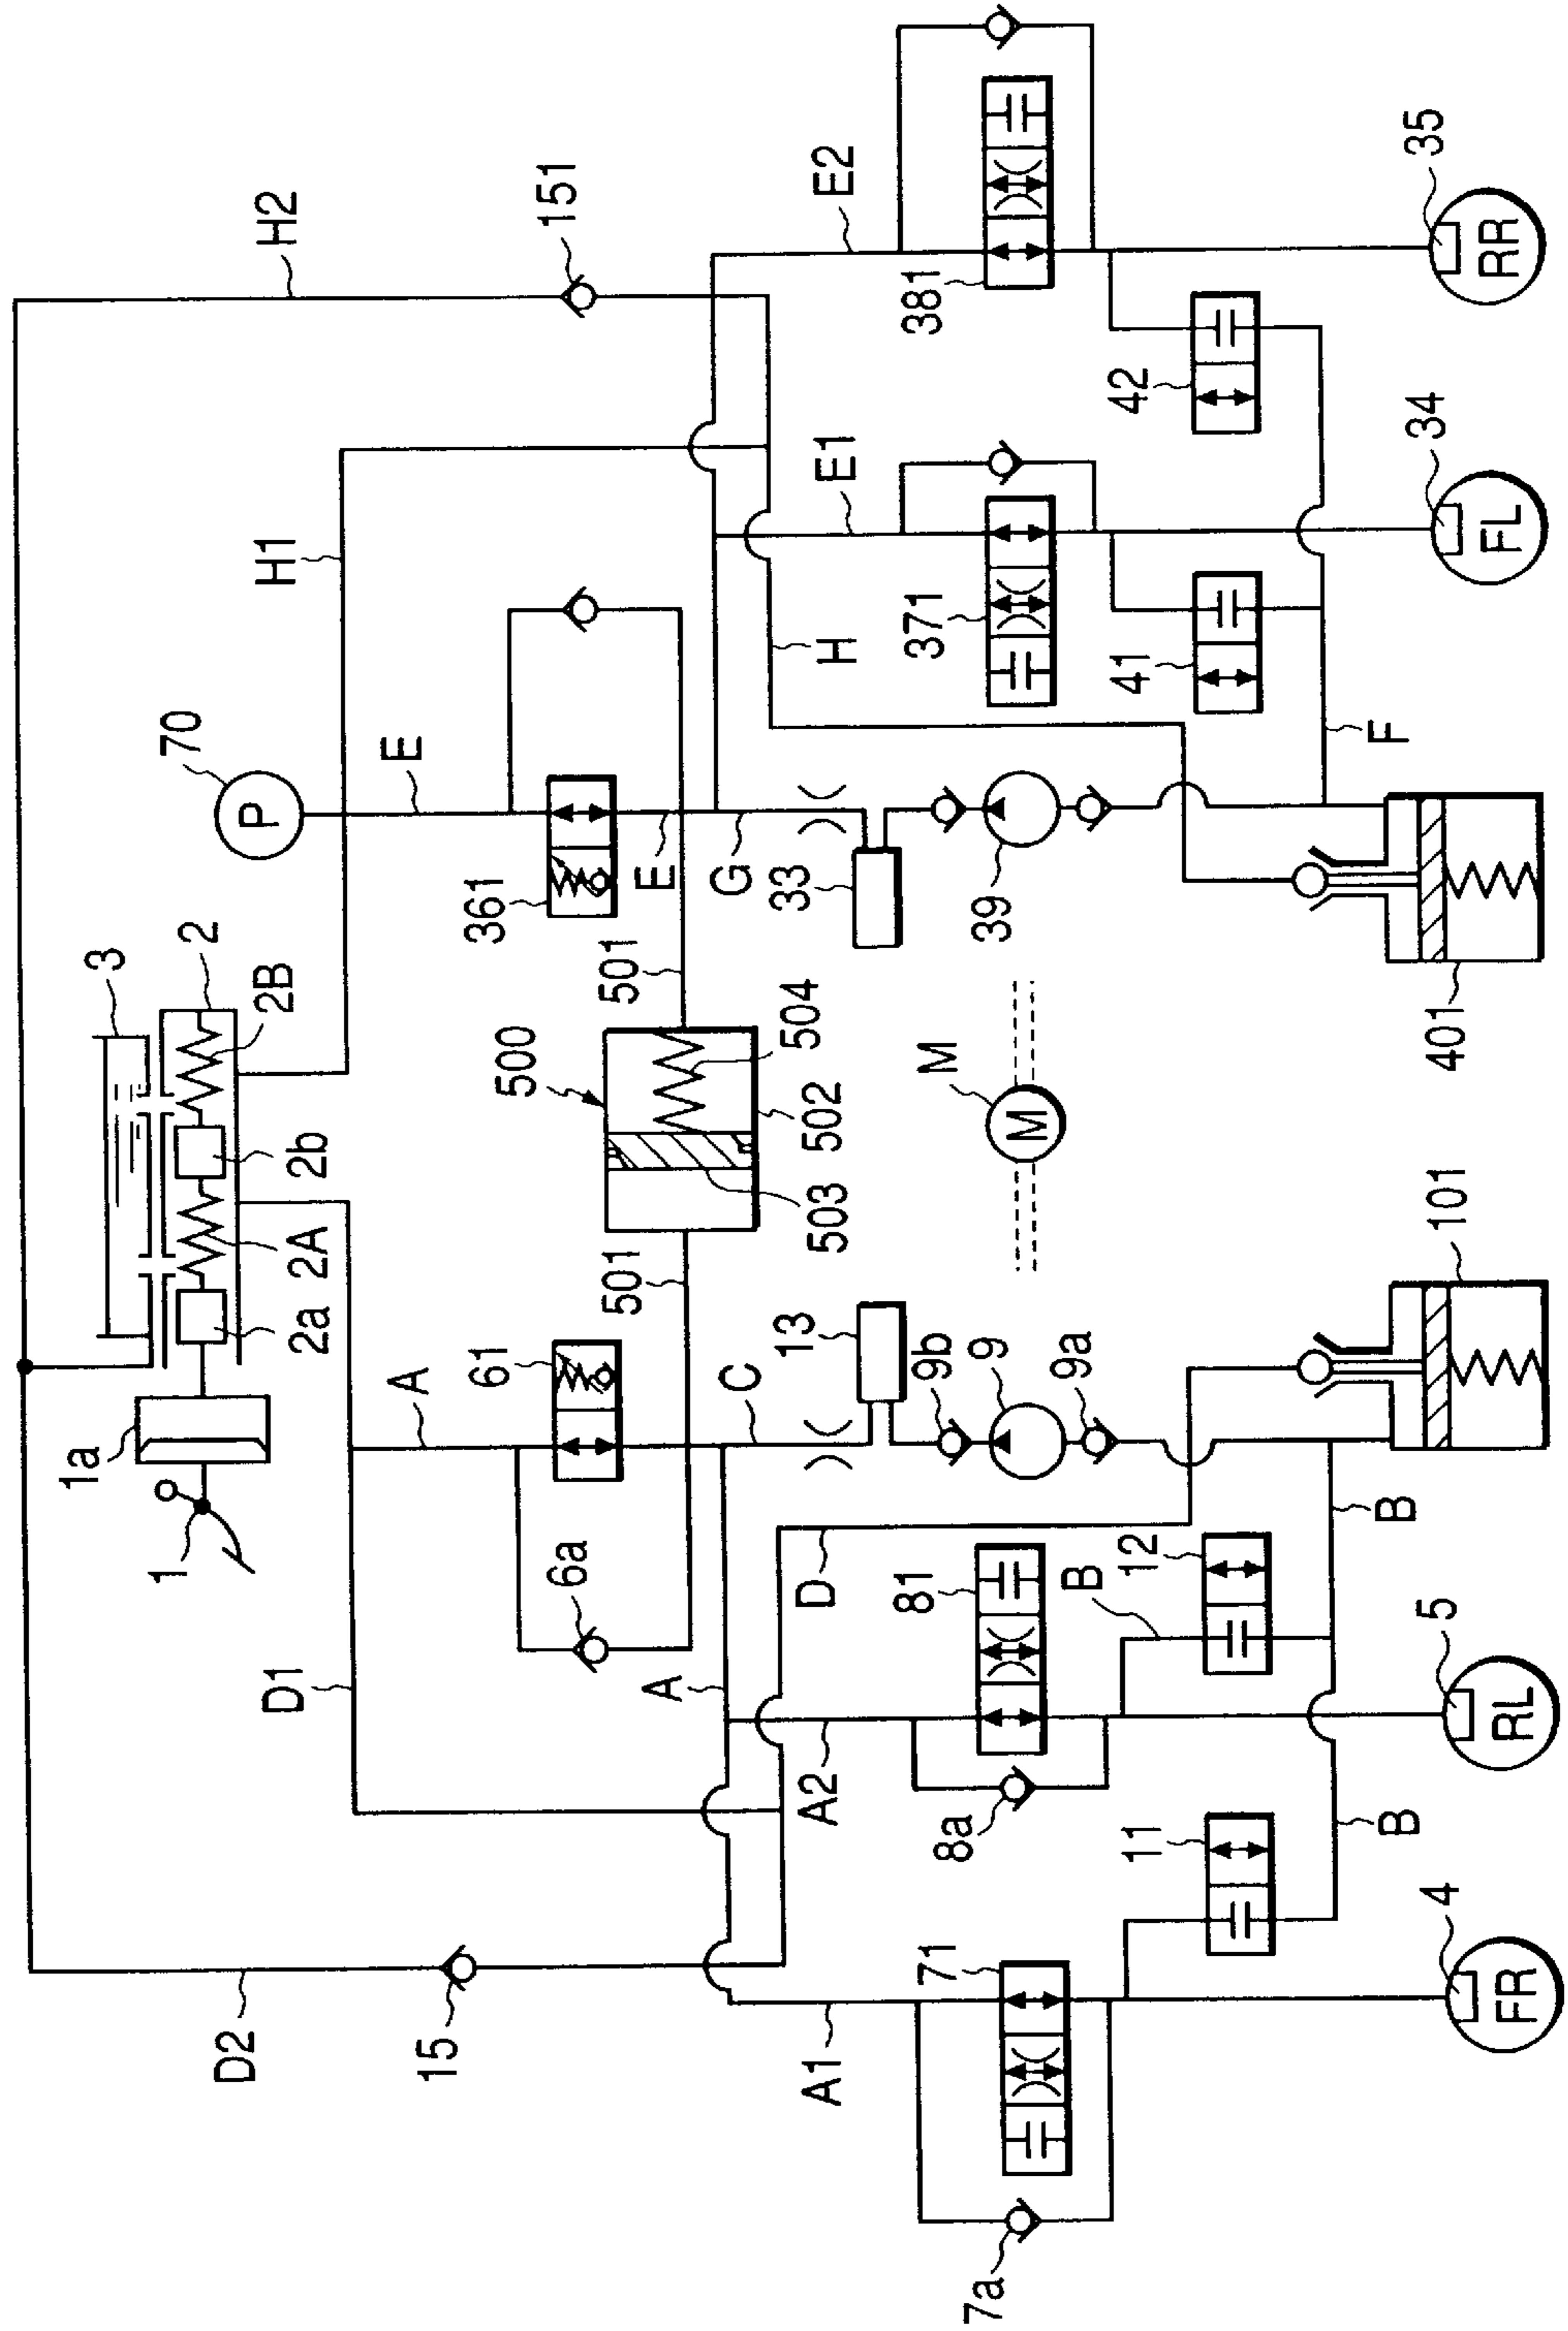 H2
151
E2
35
RR
381
42
H1
E1
34
FL
371
41
H
F
70
P
E
361
E
G
33
39
401
3
2
2B
2b
2A
2a
1a
1
501
500
504
502
503
501
M
M
101
A
61
C
13
9b
9
9a
6a
D1
A
D
81
B
12
B
5
RL
A2
8a
11
B
D2
15
A1
71
4
FR
7a